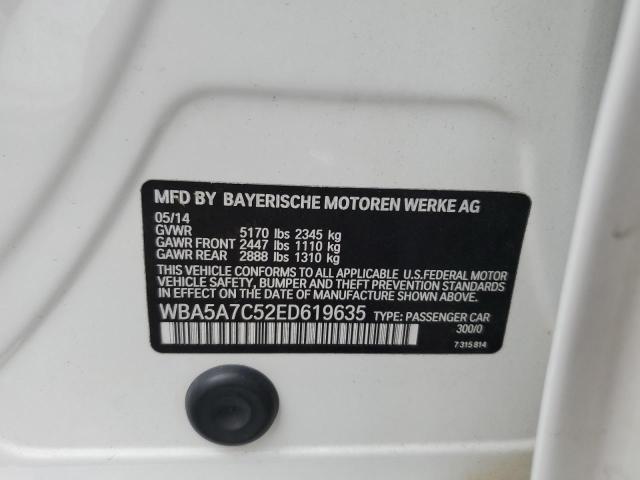 MFD BY BAYERISCHE MOTOREN WERKE AG
05/14
GVWR 5170 lbs 2345 kg
GAWR FRONT 2447 lbs 1110 kg
GAWR REAR 2888 lbs 1310 kg
THIS VEHICLE CONFORMS TO ALL APPLICABLE U.S.FEDERAL MOTOR
VEHICLE SAFETY, BUMPER AND THEFT PREVENTION STANDARDS
IN EFFECT ON THE DATE OF MANUFACTURE SHOWN ABOVE.
WBA5A7C52ED619635 TYPE: PASSENGER CAR
300/0
7 315 814